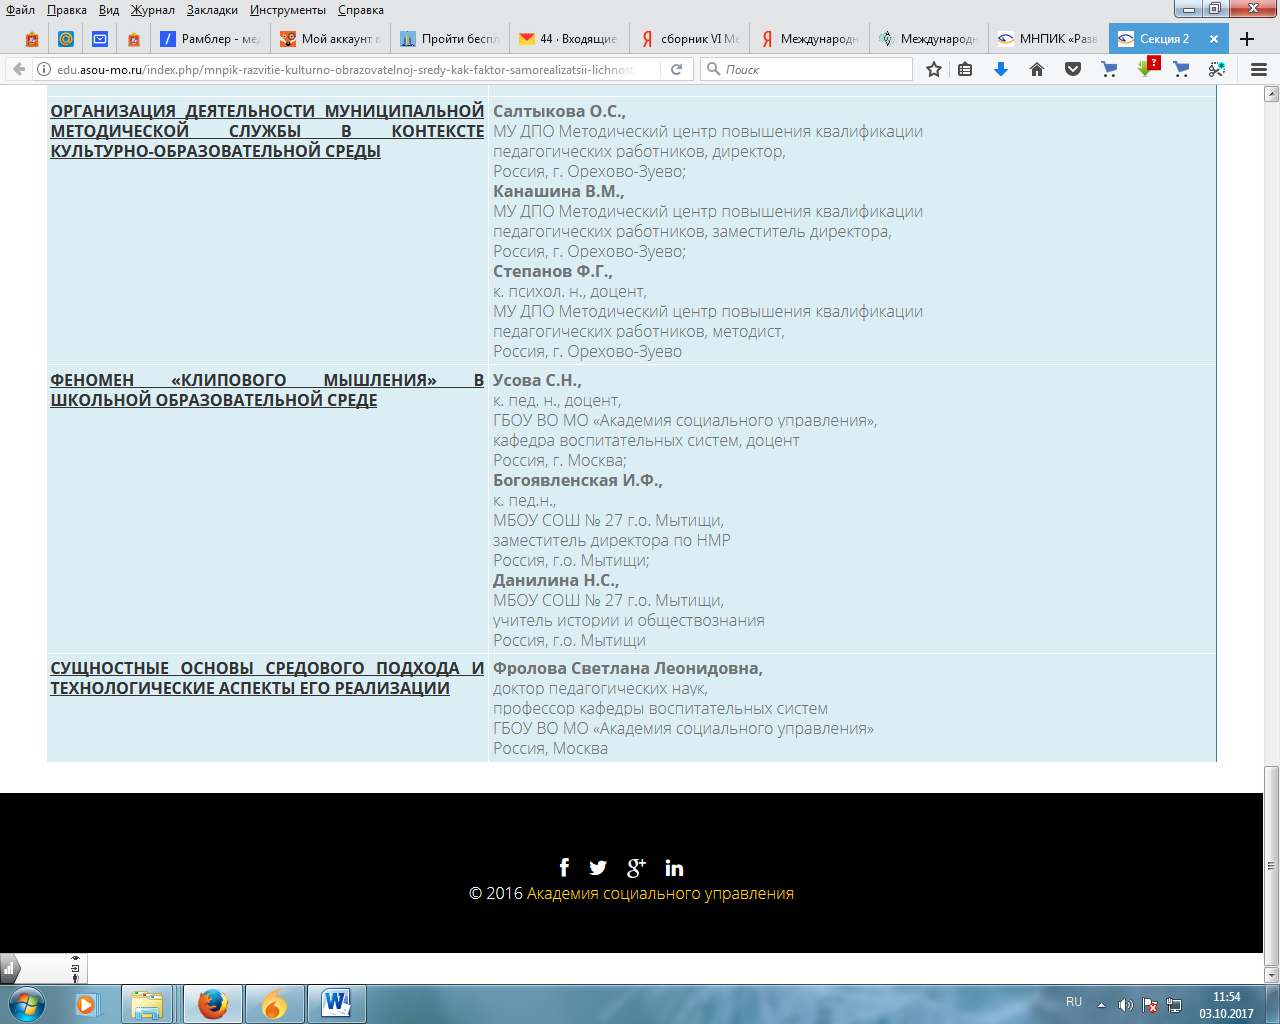 Файл Правка Вид Журнал Закладки Инструменты Справка
Рамблер - ме
Мой аккаунт в
Пройти беспл
44 · Входящие
сборник VI Ме
Международн
Международн
МНПИК «Разв
Секция 2
edu.asou-mo.ru/index.php/mnpik-razvitie-kulturno-obrazovatelnoj-sredy-kak-faktor-samorealizatsii-lichnost
Поиск
ОРГАНИЗАЦИЯ ДЕЯТЕЛЬНОСТИ МУНИЦИПАЛЬНОЙ
МЕТОДИЧЕСКОЙ СЛУЖБЫ В КОНТЕКСТЕ
КУЛЬТУРНО-ОБРАЗОВАТЕЛЬНОЙ СРЕДЫ
Салтыкова О.С.,
МУ ДПО Методический центр повышения квалификации
педагогических работников, директор,
Россия, г. Орехово-Зуево;
Канашина В.М.,
МУ ДПО Методический центр повышения квалификации
педагогических работников, заместитель директора,
Россия, г. Орехово-Зуево;
Степанов Ф.Г.,
к. психол. н., доцент,
МУ ДПО Методический центр повышения квалификации
педагогических работников, методист,
Россия, г. Орехово-Зуево
ФЕНОМЕН «КЛИПОВОГО МЫШЛЕНИЯ» В
ШКОЛЬНОЙ ОБРАЗОВАТЕЛЬНОЙ СРЕДЕ
Усова С.Н.,
к. пед. н., доцент,
ГБОУ ВО МО «Академия социального управления»,
кафедра воспитательных систем, доцент
Россия, г. Москва;
Богоявленская И.Ф.,
к. пед.н.,
МБОУ СОШ № 27 г.о. Мытищи,
заместитель директора по НМР
Россия, г.о. Мытищи;
Данилина Н.С.,
МБОУ СОШ № 27 г.о. Мытищи,
учитель истории и обществознания
Россия, г.о. Мытищи
СУЩНОСТНЫЕ ОСНОВЫ СРЕДОВОГО ПОДХОДА И
ТЕХНОЛОГИЧЕСКИЕ АСПЕКТЫ ЕГО РЕАЛИЗАЦИИ
Фролова Светлана Леонидовна,
доктор педагогических наук,
профессор кафедры воспитательных систем
ГБОУ ВО МО «Академия социального управления»
Россия, Москва
© 2016 Академия социального управления
RU
11:54
03.10.2017